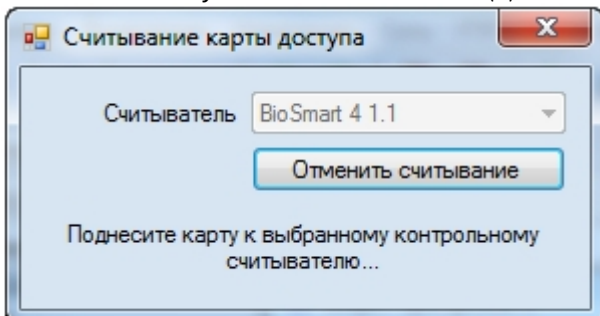 Считывание карты доступа
Считыватель BioSmart 4 1.1
Отменить считывание
Поднесите карту к выбранному контрольному
считывателю...